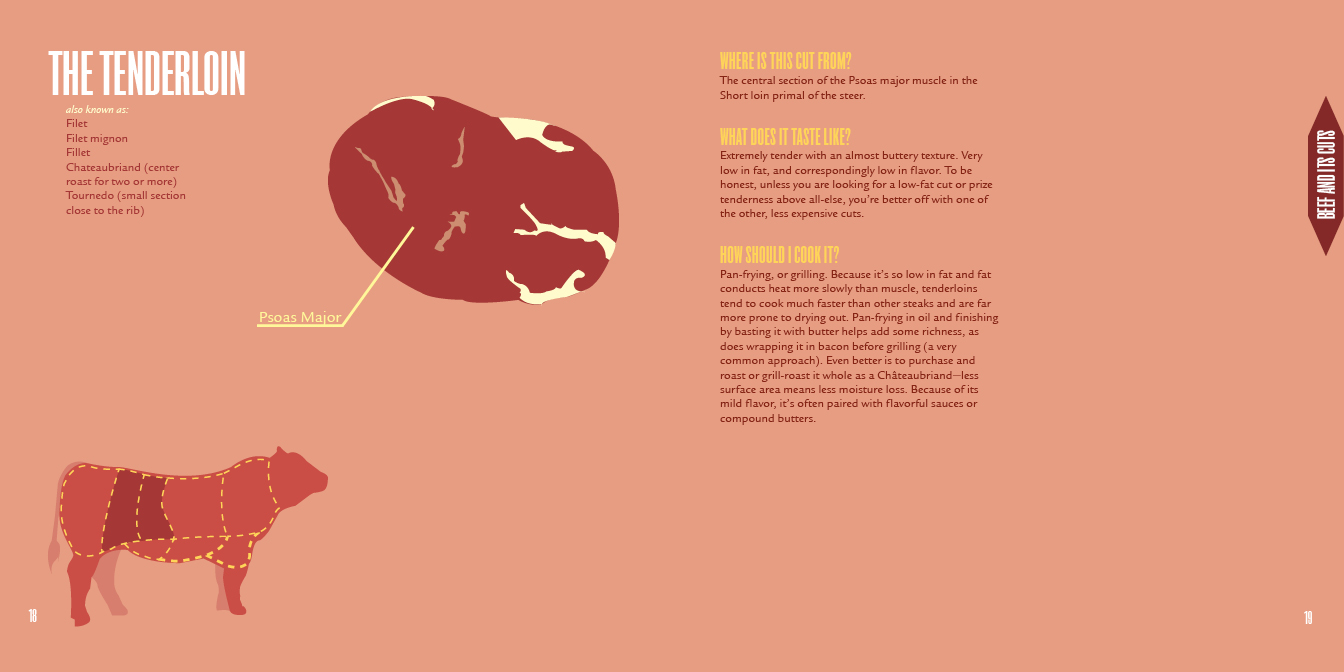 THE TENDERLOIN
also known as:
Filet
Filet mignon
Fillet
Chateaubriand (center
roast for two or more)
Tournedo (small section
close to the rib)
Psoas Major
18
WHERE IS THIS CUT FROM?
The central section of the Psoas major muscle in the
Short loin primal of the steer.
WHAT DOES IT TASTE LIKE?
Extremely tender with an almost buttery texture. Very
low in fat, and correspondingly low in flavor. To be
honest, unless you are looking for a low-fat cut or prize
tenderness above all-else, you're better off with one of
the other, less expensive cuts.
HOW SHOULD I COOK IT?
Pan-frying, or grilling. Because it's so low in fat and fat
conducts heat more slowly than muscle, tenderloins
tend to cook much faster than other steaks and are far
more prone to drying out. Pan-frying in oil and finishing
by basting it with butter helps add some richness, as
does wrapping it in bacon before grilling (a very
common approach). Even better is to purchase and
roast or grill-roast it whole as a Châteaubriand—less
surface area means less moisture loss. Because of its
mild flavor, it's often paired with flavorful sauces or
compound butters.
BEEF AND ITS CUTS
19